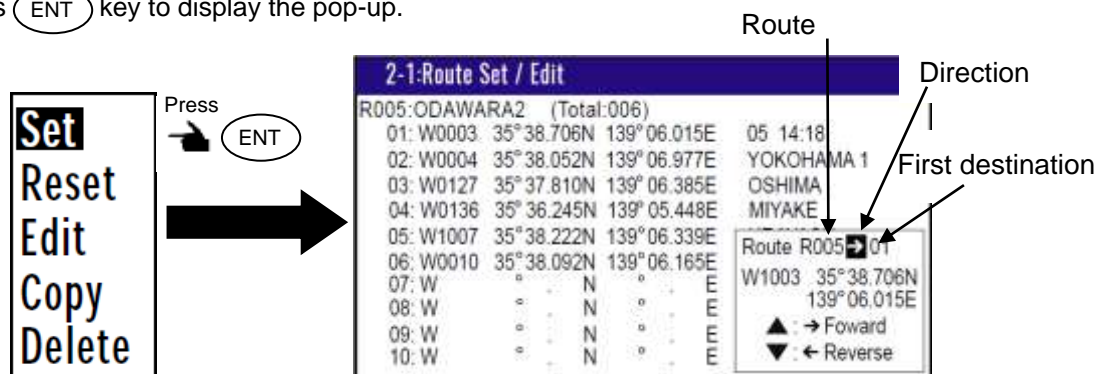 s ENT key to display the pop-up.
Route
Direction
First destination
Set
Reset
Edit
Copy
Delete
Press
ENT
2-1:Route Set / Edit
R005:ODAWARA2 (Total:006)
01: W0003 35°38.706N 139°06.015E 05 14:18
02: W0004 35°38.052N 139°06.977E YOKOHAMA 1
03: W0127 35°37.810N 139°06.385E OSHIMA
04: W0136 35°36.245N 139°05.448E MIYAKE
05: W1007 35°38.222N 139°06.339E
06: W0010 35°38.092N 139°06.165E
07: W ° . N ° . E
08: W ° . N ° . E
09: W ° . N ° . E
10: W ° . N ° . E
Route R005→01
W1003 35°38.706N
139°06.015E
▲ : → Foward
▼ : ← Reverse